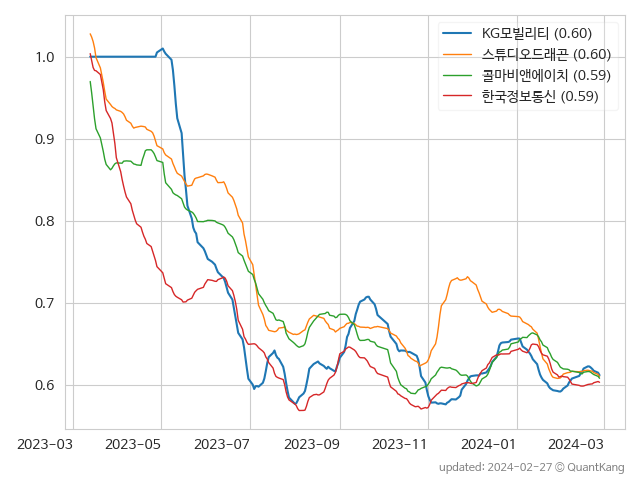 KG모빌리티 (0.60)
스튜디오드래곤 (0.60)
콜마비앤에이치 (0.59)
한국정보통신 (0.59)
1.0
0.9
0.8
0.7
0.6
2023-03 2023-05 2023-07 2023-09 2023-11 2024-01 2024-03
updated: 2024-02-27 © QuantKang